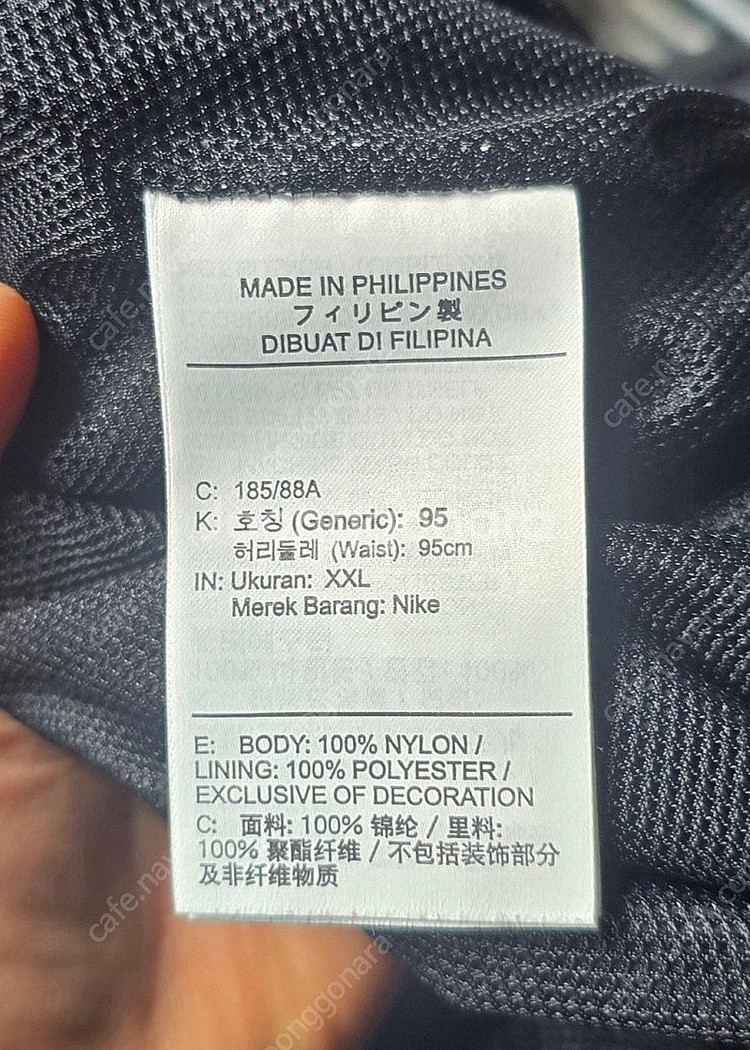 MADE IN PHILIPPINES
フィリピン製
DIBUAT DI FILIPINA
C: 185/88A
K: 호칭 (Generic): 95
허리둘레 (Waist): 95cm
IN: Ukuran: XXL
Merek Barang: Nike
E: BODY: 100% NYLON /
LINING: 100% POLYESTER /
EXCLUSIVE OF DECORATION
C: 面料: 100% 锦纶 / 里料:
100% 聚酯纤维 / 不包括装饰部分
及非纤维物质